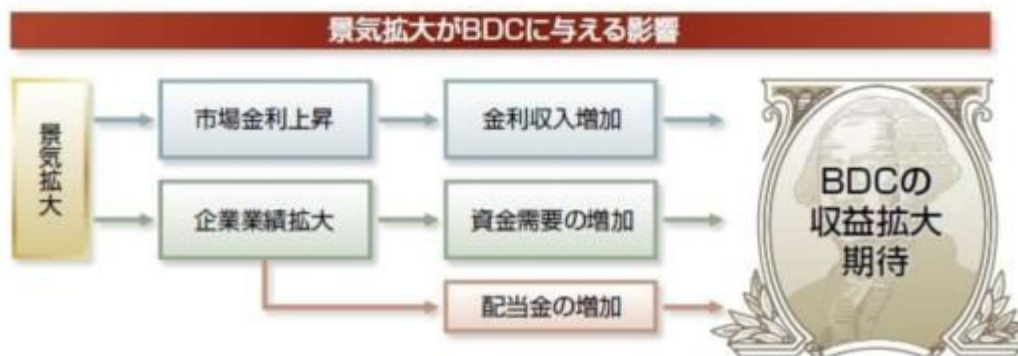 景気拡大がBDCに与える影響
景気拡大
市場金利上昇
金利収入増加
企業業績拡大
資金需要の増加
配当金の増加
BDCの
収益拡大
期待